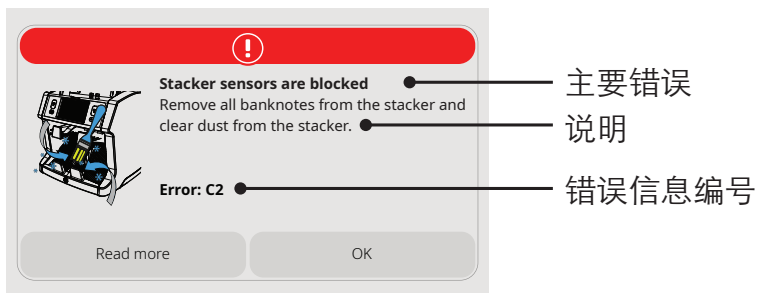 Stacker sensors are blocked
Remove all banknotes from the stacker and
clear dust from the stacker.
Error: C2
Read more
OK
主要错误
说明
错误信息编号